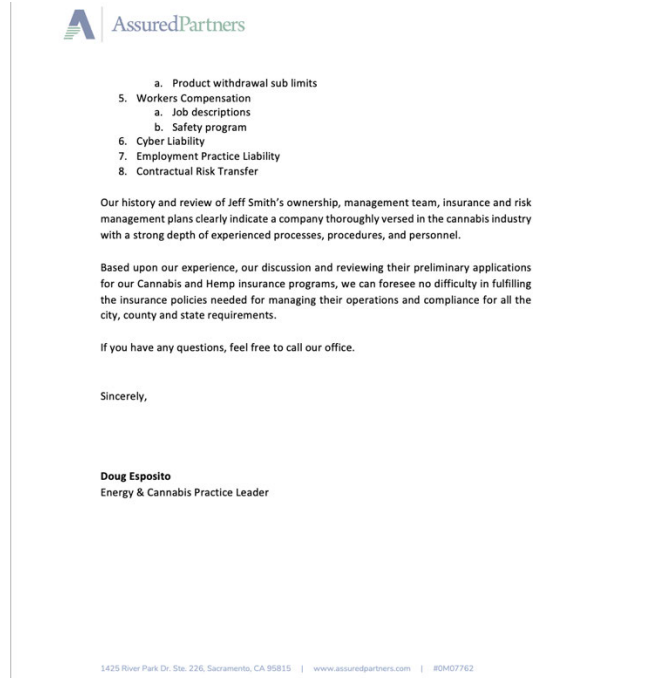 AssuredPartners
a. Product withdrawal sub limits
5. Workers Compensation
a. Job descriptions
b. Safety program
6. Cyber Liability
7. Employment Practice Liability
8. Contractual Risk Transfer
Our history and review of Jeff Smith's ownership, management team, insurance and risk
management plans clearly indicate a company thoroughly versed in the cannabis industry
with a strong depth of experienced processes, procedures, and personnel.
Based upon our experience, our discussion and reviewing their preliminary applications
for our Cannabis and Hemp insurance programs, we can foresee no difficulty in fulfilling
the insurance policies needed for managing their operations and compliance for all the
city, county and state requirements.
If you have any questions, feel free to call our office.
Sincerely,
Doug Esposito
Energy & Cannabis Practice Leader
1425 River Park Dr. Ste. 226, Sacramento, CA 95815 | www.assuredpartners.com | #0M07762